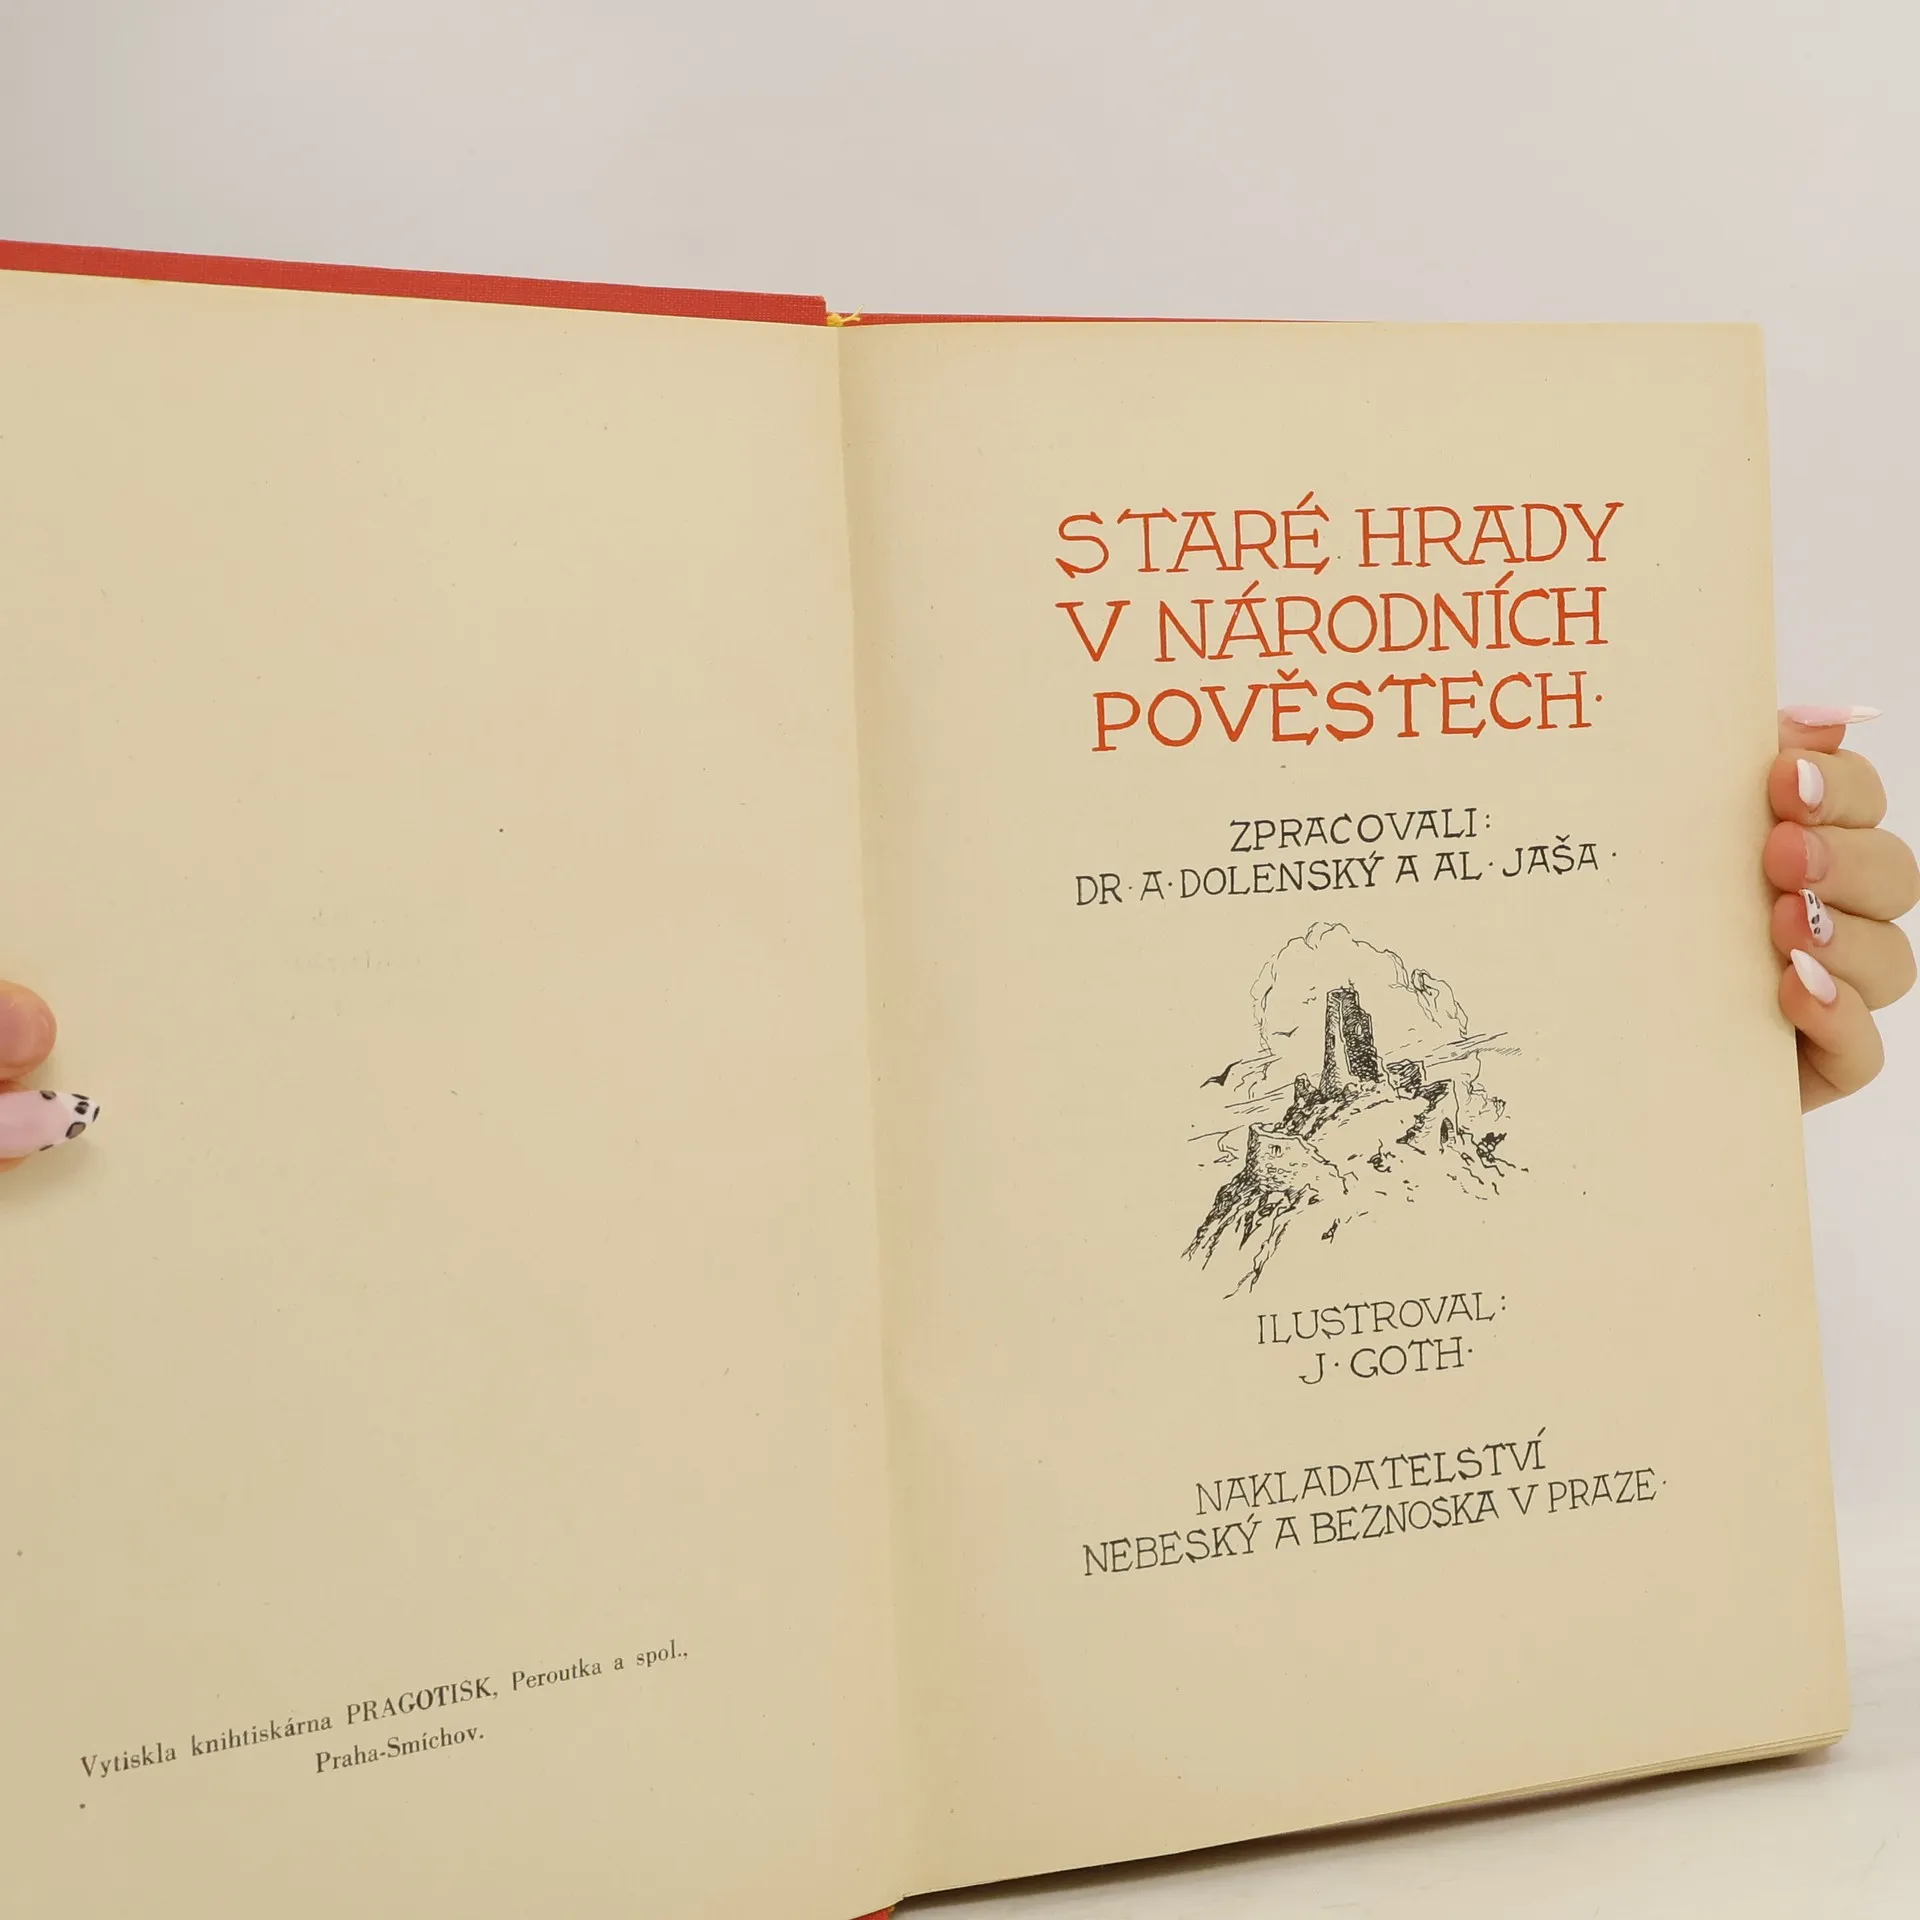 Vytiskla knihtiskárna PRAGOTISK, Peroutka a spol.,
Praha-Smíchov.
STARÉ HRADY
V NÁRODNÍCH
POVĚSTECH·
ZPRACOVALI:
DR·A·DOLENSKÝ A AL·JAŠA·
ILUSTROVAL:
J·GOTH·
NAKLADATELSTVÍ
NEBESKÝ A BEZNOSKA V PRAZE·